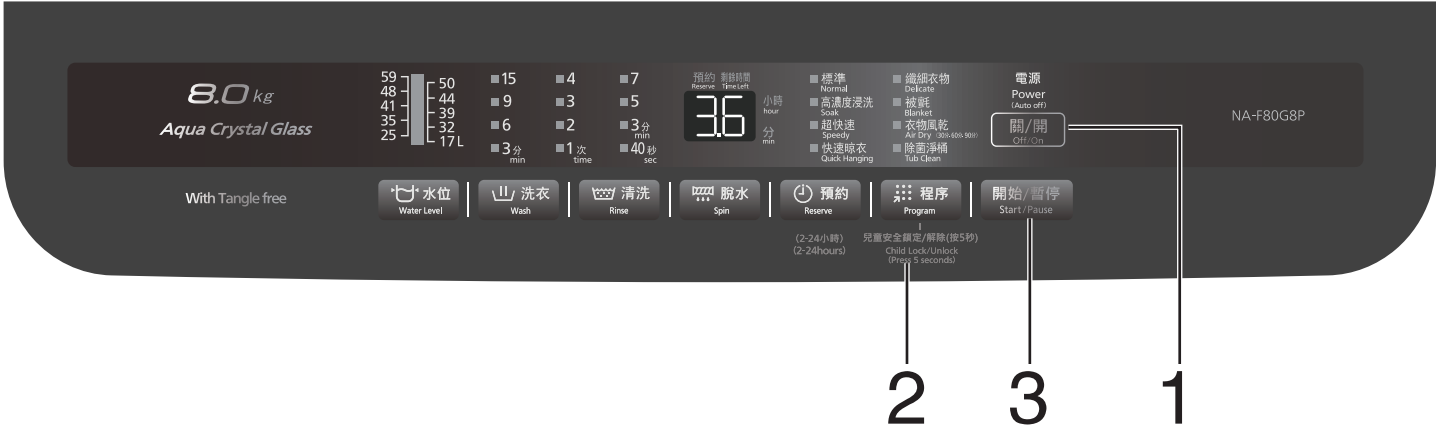 8.0 kg
Aqua Crystal Glass
With Tangle free
59
48
41
35
25
50
44
39
32
17 L
15
9
6
3 分 min
4
3
2
1 次 time
7
5
3 分 min
40 秒 sec
預約 剩餘時間
Reserve Time Left
36
小時
hour
分
min
標準
Normal
高濃度浸洗
Soak
超快速
Speedy
快速晾衣
Quick Hanging
纖細衣物
Delicate
被氈
Blanket
衣物風乾
Air Dry (30分·60分·90分)
除菌淨桶
Tub Clean
電源
Power
(Auto off)
關/開
Off/On
NA-F80G8P
水位
Water Level
洗衣
Wash
清洗
Rinse
脫水
Spin
預約
Reserve
程序
Program
開始/暫停
Start/Pause
(2-24小時)
(2-24hours)
兒童安全鎖定/解除(按5秒)
Child Lock/Unlock
(Press 5 seconds)
2
3
1